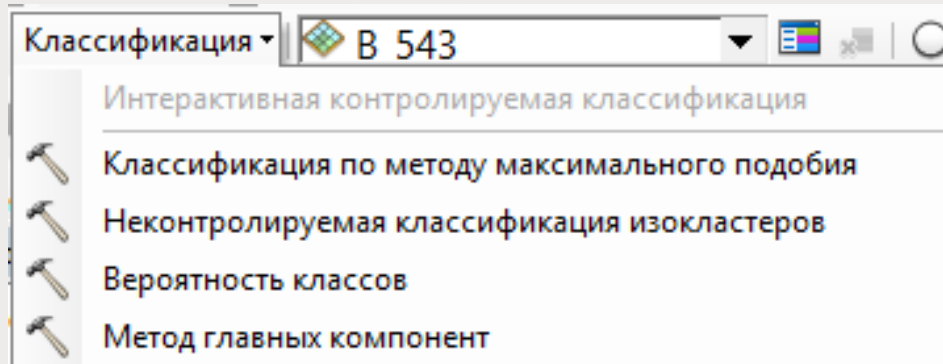 Классификация
B 543
Интерактивная контролируемая классификация
Классификация по методу максимального подобия
Неконтролируемая классификация изокластеров
Вероятность классов
Метод главных компонент